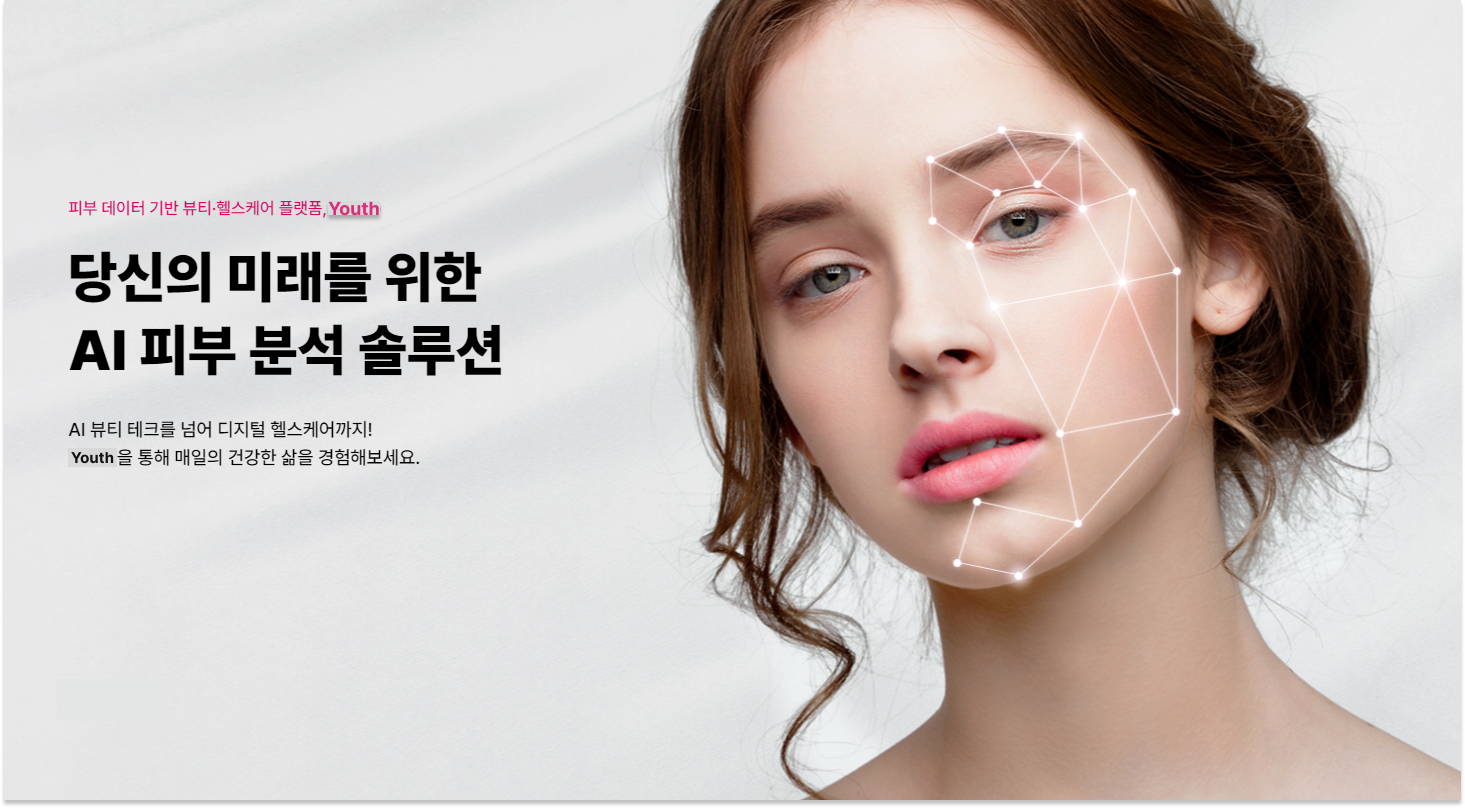 피부 데이터 기반 뷰티·헬스케어 플랫폼, Youth
당신의 미래를 위한
AI 피부 분석 솔루션
AI 뷰티 테크를 넘어 디지털 헬스케어까지!
Youth 을 통해 매일의 건강한 삶을 경험해보세요.